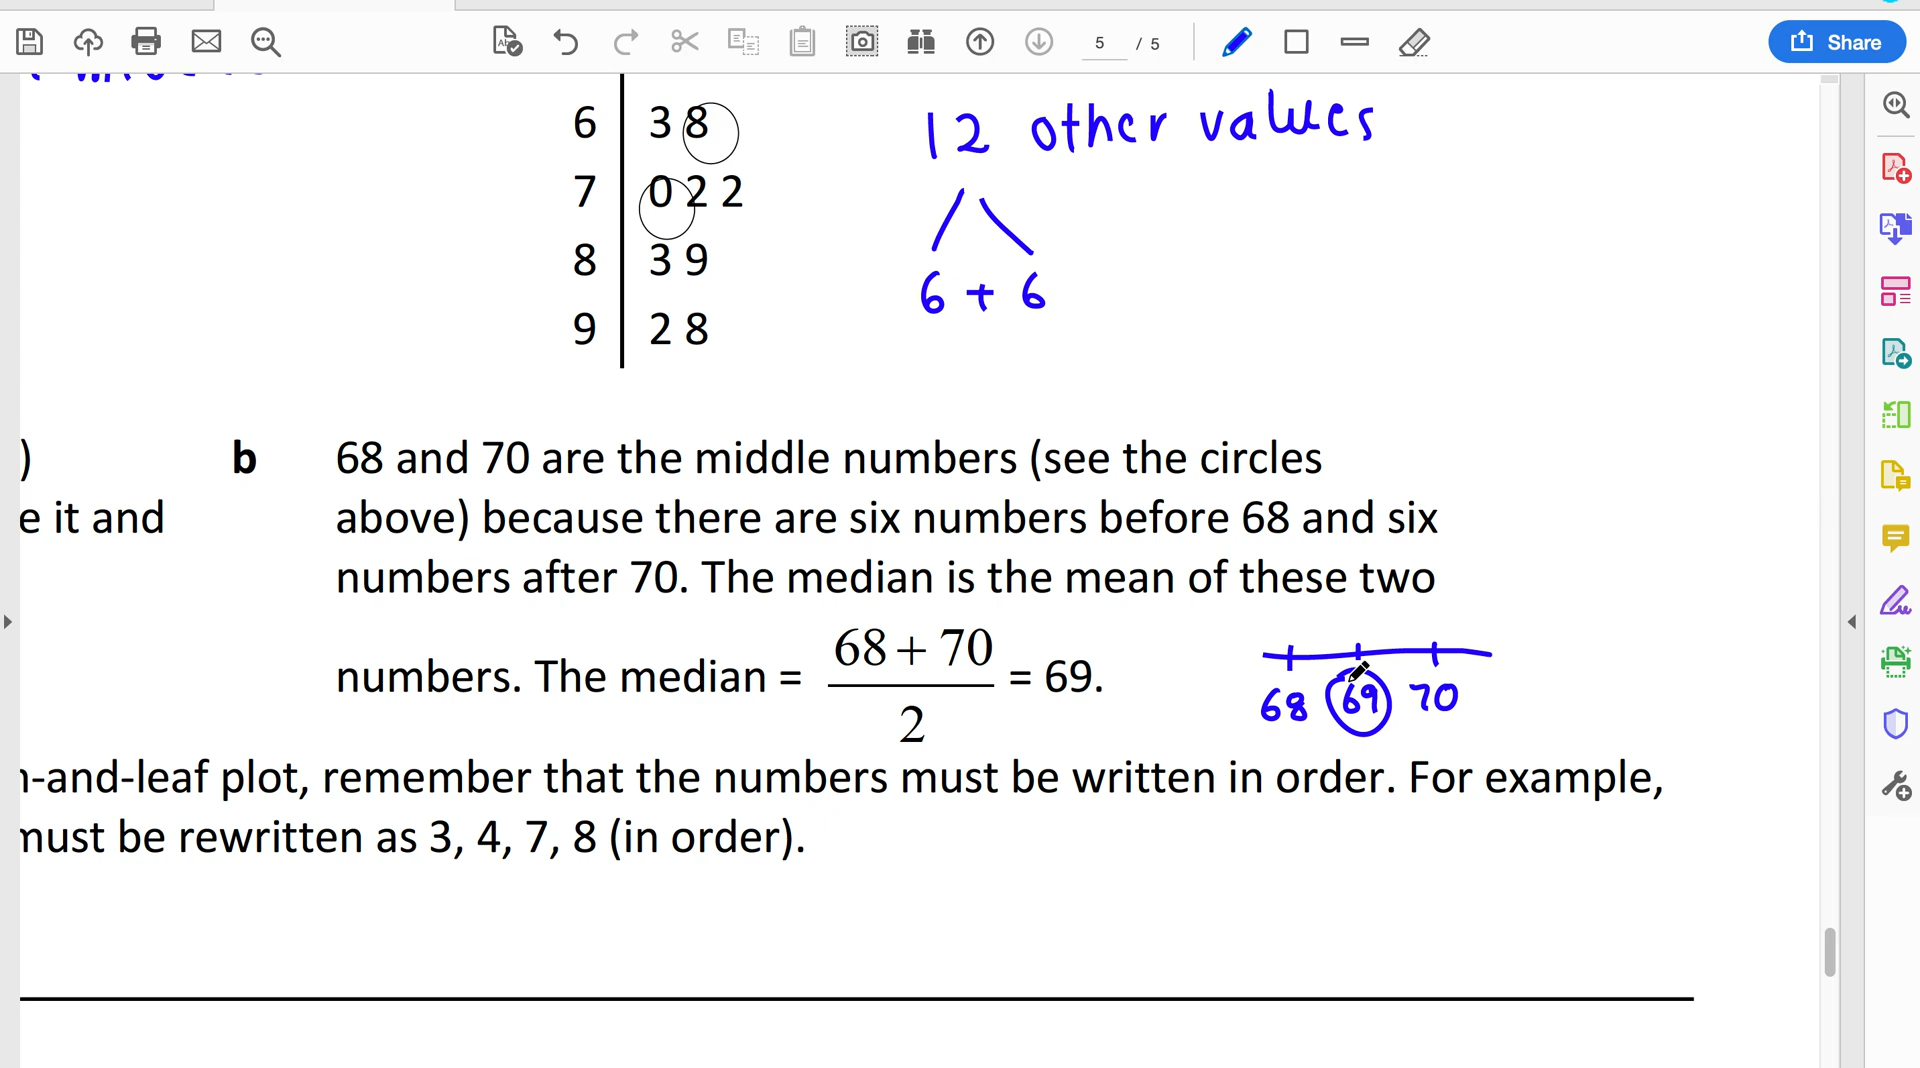 5 / 5
Share
6 | 3 8
7 | 0 2 2
8 | 3 9
9 | 2 8
12 other values
6 + 6
) b 68 and 70 are the middle numbers (see the circles
e it and above) because there are six numbers before 68 and six
numbers after 70. The median is the mean of these two
numbers. The median = 68 + 70 / 2 = 69.
68 69 70
-and-leaf plot, remember that the numbers must be written in order. For example,
must be rewritten as 3, 4, 7, 8 (in order).